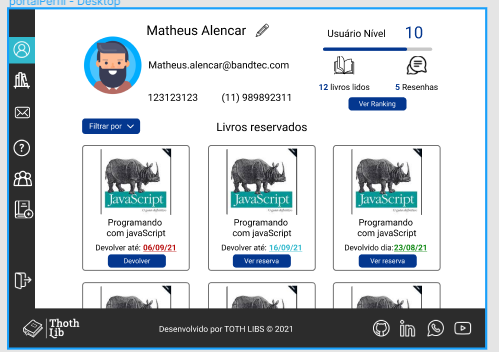 portalPerfil - Desktop
Matheus Alencar
Usuário Nível 10
Matheus.alencar@bandtec.com
12 livros lidos
5 Resenhas
123123123
(11) 989892311
Ver Ranking
Filtrar por
Livros reservados
JavaScript
JavaScript
JavaScript
Programando
com javaScript
Programando
com javaScript
Programando
com javaScript
Devolver até: 06/09/21
Devolver até: 16/09/21
Devolvido dia:23/08/21
Devolver
Ver reserva
Ver reserva
Thoth
Lib
Desenvolvido por TOTH LIBS © 2021